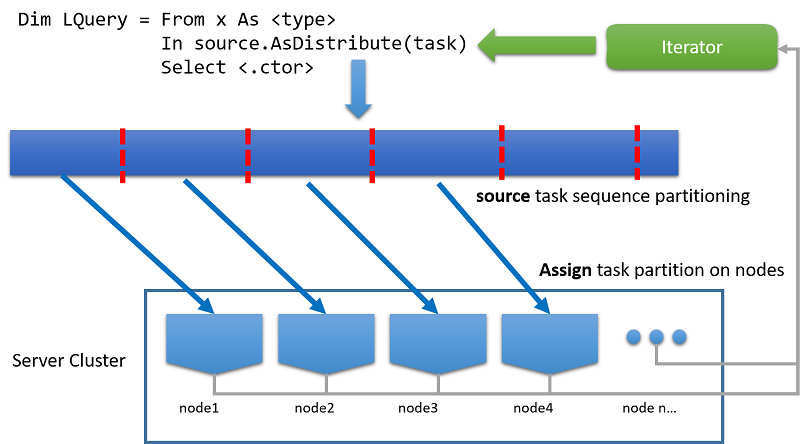 Dim LQuery = From x As <type>
In source.AsDistribute(task)
Select <.ctor>
Iterator
source task sequence partitioning
Assign task partition on nodes
Server Cluster
node1
node2
node3
node4
node n...